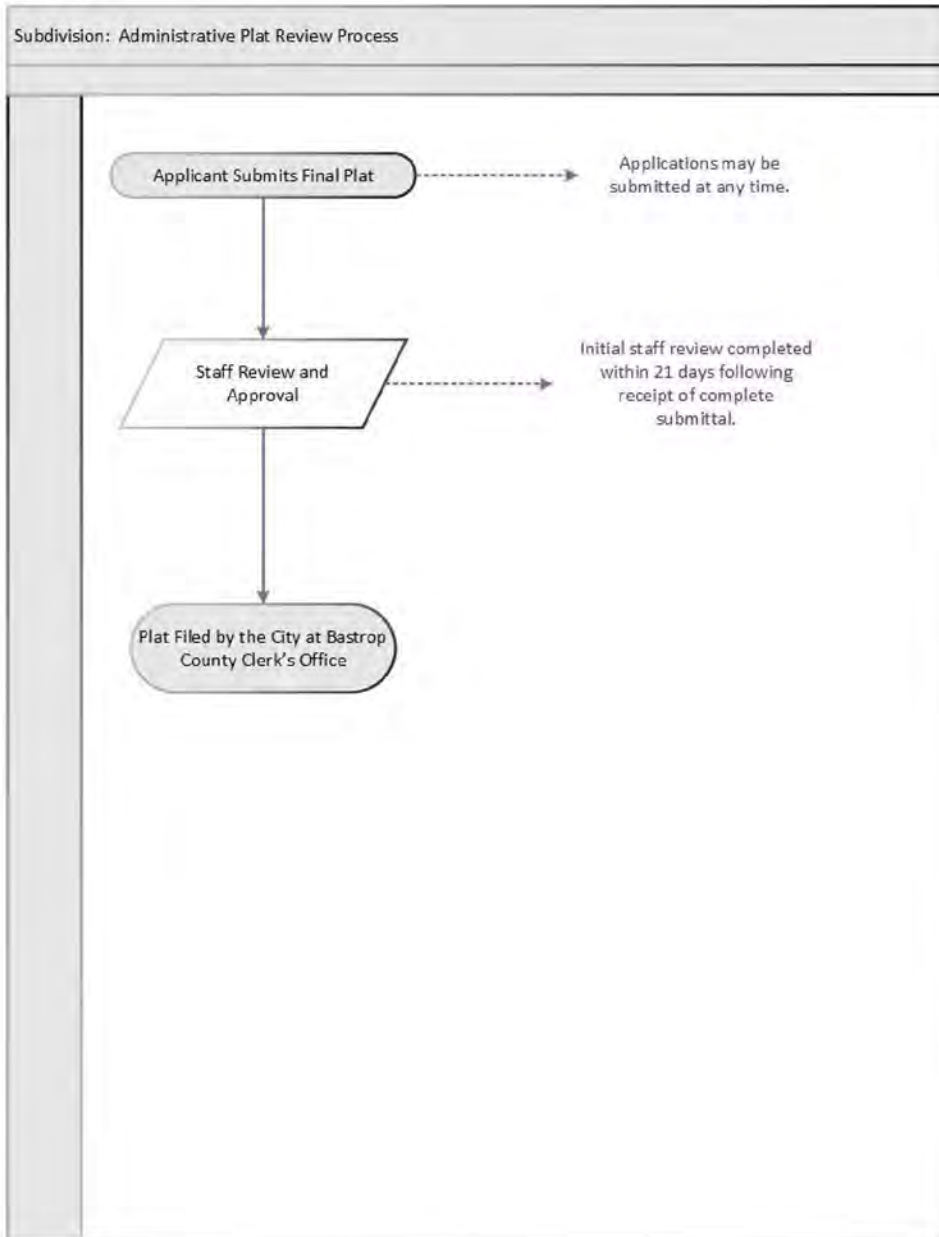 Subdivision: Administrative Plat Review Process
Applicant Submits Final Plat
Applications may be
submitted at any time.
Staff Review and
Approval
Initial staff review completed
within 21 days following
receipt of complete
submittal.
Plat Filed by the City at Bastrop
County Clerk's Office